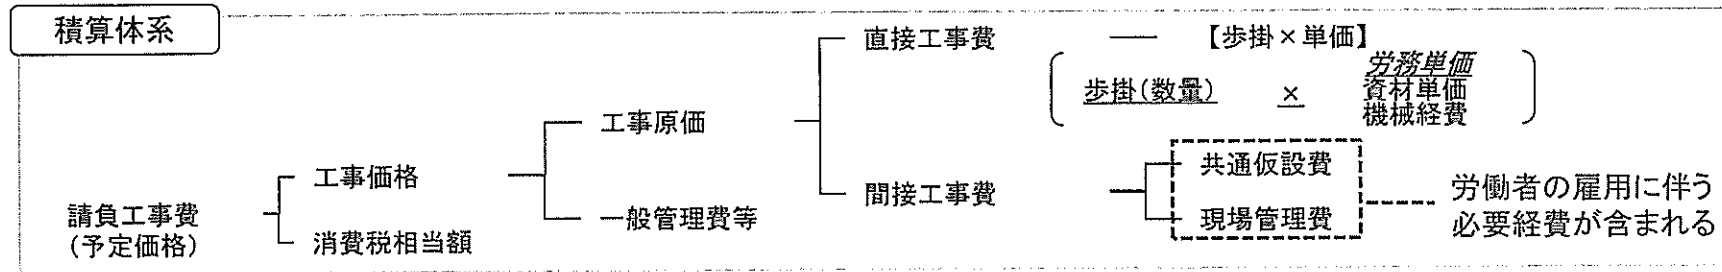 積算体系
直接工事費 ― 【歩掛×単価】
歩掛(数量) × 労務単価
資材単価
機械経費
工事原価
共通仮設費
工事価格
間接工事費
労働者の雇用に伴う
必要経費が含まれる
請負工事費
(予定価格)
一般管理費等
現場管理費
消費税相当額